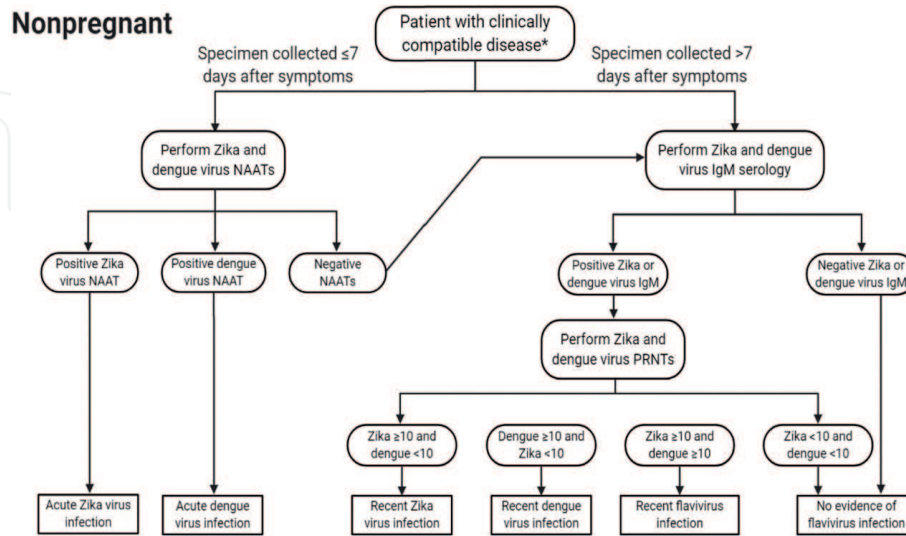 Nonpregnant
Patient with clinically
compatible disease*
Specimen collected ≤7
days after symptoms
Specimen collected >7
days after symptoms
Perform Zika and
dengue virus NAATs
Perform Zika and dengue
virus IgM serology
Positive Zika
virus NAAT
Positive dengue
virus NAAT
Negative
NAATs
Positive Zika or
dengue virus IgM
Negative Zika or
dengue virus IgM
Perform Zika and
dengue virus PRNTs
Zika ≥10 and
dengue <10
Dengue ≥10 and
Zika <10
Zika ≥10 and
dengue ≥10
Zika <10 and
dengue <10
Acute Zika virus
infection
Acute dengue
virus infection
Recent Zika
virus infection
Recent dengue
virus infection
Recent flavivirus
infection
No evidence of
flavivirus infection